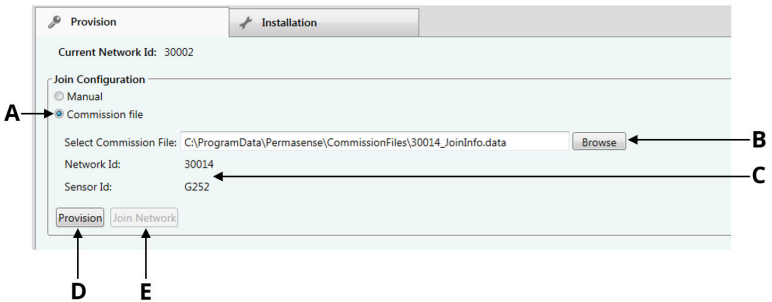 Provision
Installation
Current Network Id: 30002
Join Configuration
Manual
A
Commission file
Select Commission File: C:\ProgramData\Permasense\CommissionFiles\30014_JoinInfo.data Browse
B
Network Id: 30014
C
Sensor Id: G252
Provision Join Network
D E